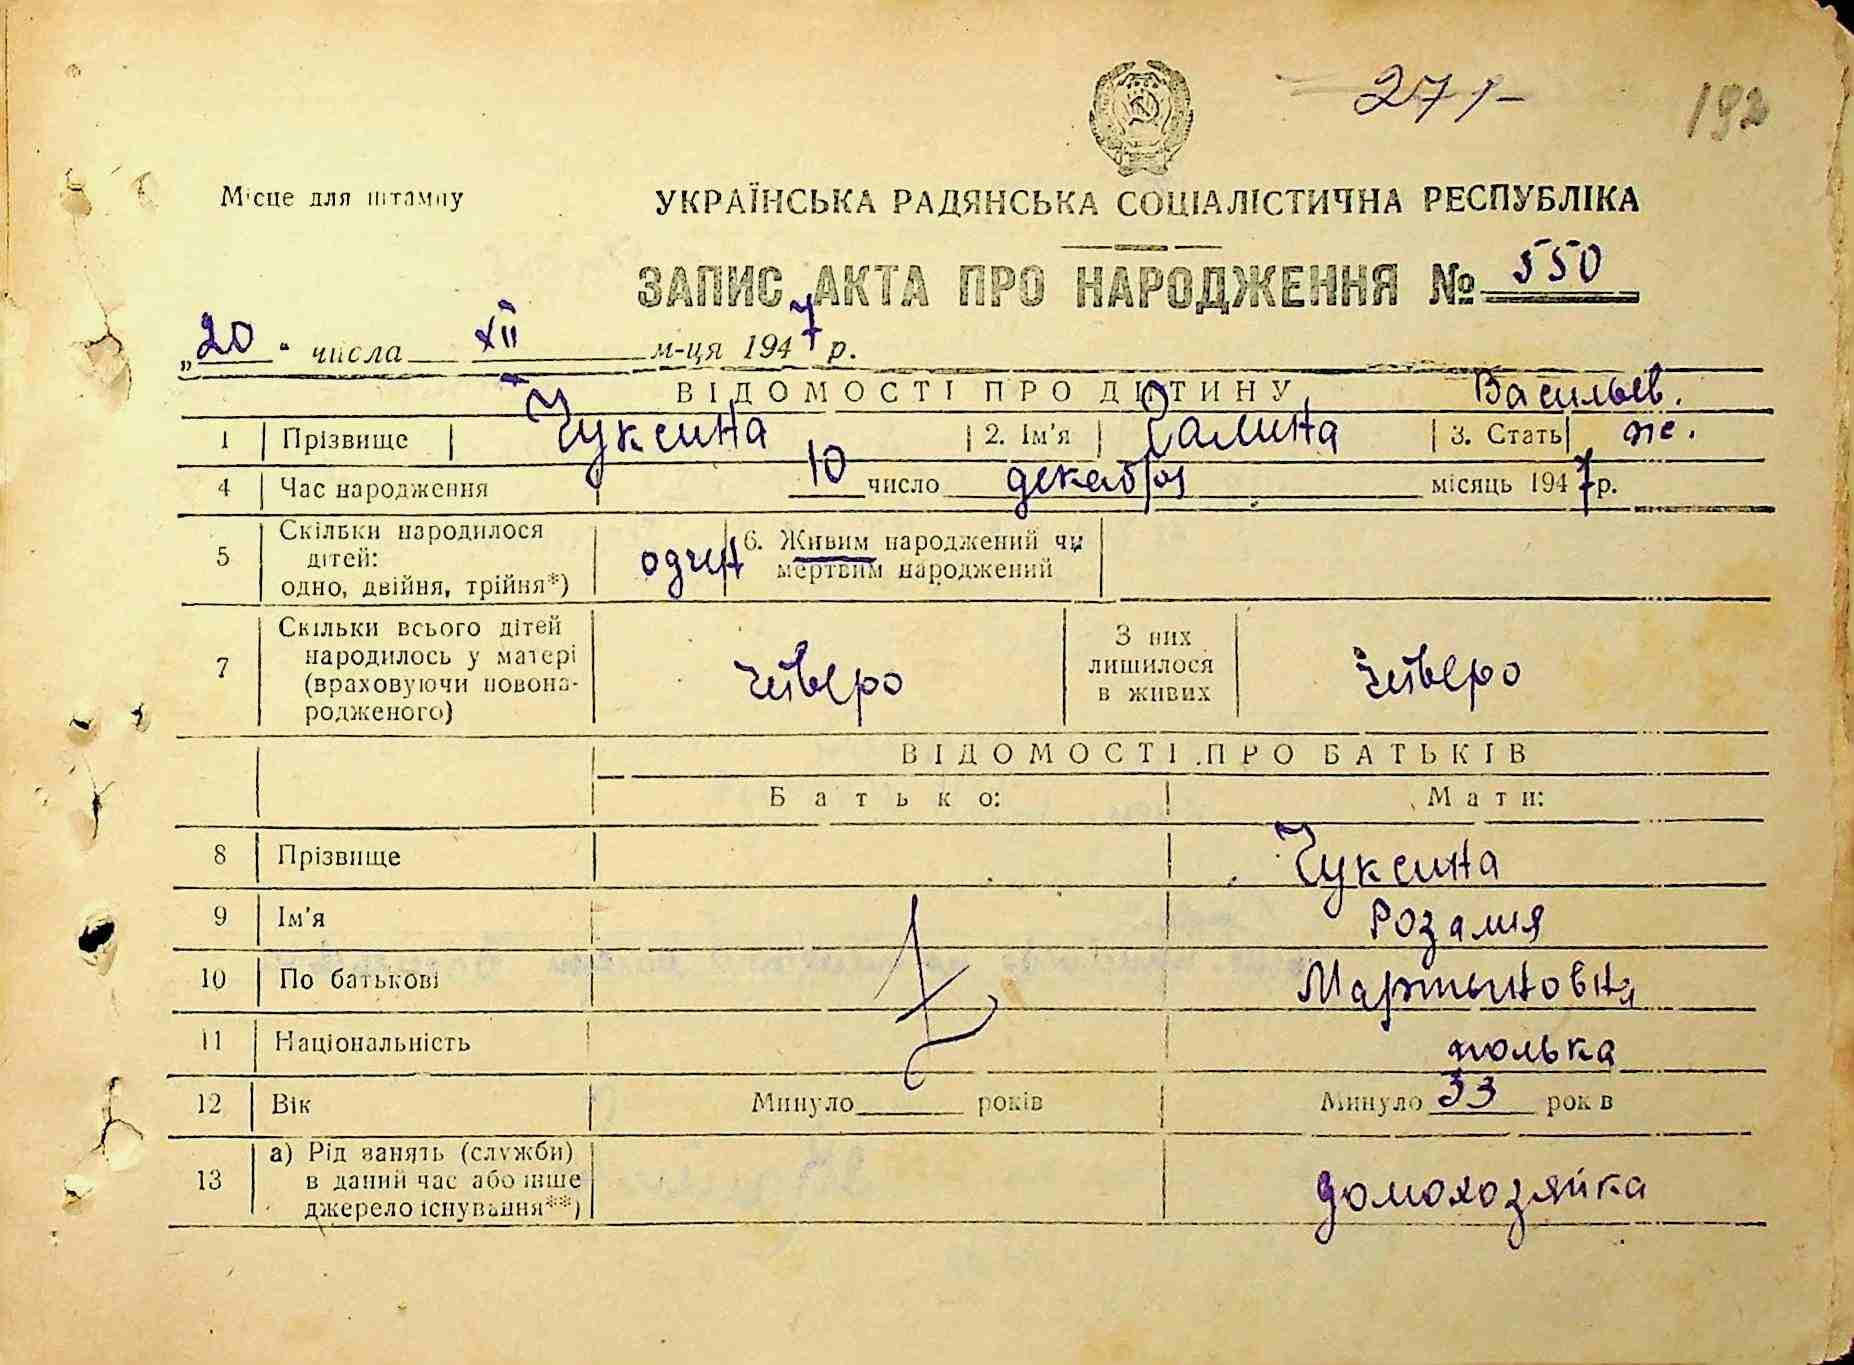 271
192
Місце для штампу
УКРАЇНСЬКА РАДЯНСЬКА СОЦІАЛІСТИЧНА РЕСПУБЛІКА
ЗАПИС АКТА ПРО НАРОДЖЕННЯ № 550
„20" числа XII м-ця 1947 р.
ВІДОМОСТІ ПРО ДИТИНУ Васильев.
1 Прізвище Чуксина 2. Ім'я Галина 3. Стать ж.
4 Час народження 10 число декабря місяць 1947 р.
5 Скільки народилося дітей: одно, двійня, трійня*) один 6. Живим народжений чи мертвим народжений
7 Скільки всього дітей народилось у матері (враховуючи новонародженого) четверо З них лишилося в живих четверо
ВІДОМОСТІ ПРО БАТЬКІВ
Батько: Мати:
8 Прізвище Чуксина
9 Ім'я Розалия
10 По батькові Мартыновна
11 Національність полька
12 Вік Минуло років Минуло 33 рок в
13 а) Рід занять (служби) в даний час або інше джерело існування**) домохозяйка